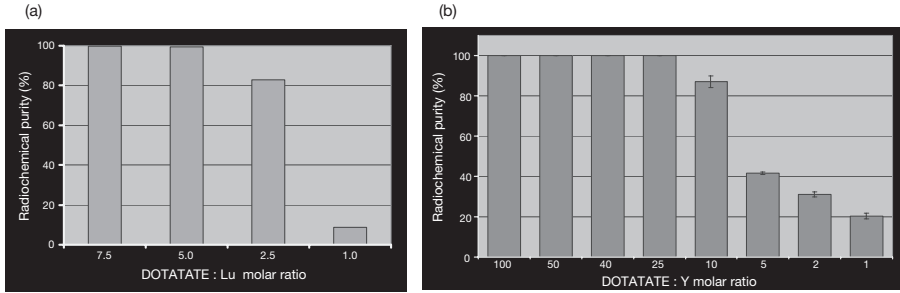 (a)
Radiochemical purity (%)
100
80
60
40
20
0
7.5 5.0 2.5 1.0
DOTATATE : Lu molar ratio
(b)
Radiochemical purity (%)
100
80
60
40
20
0
100 50 40 25 10 5 2 1
DOTATATE : Y molar ratio